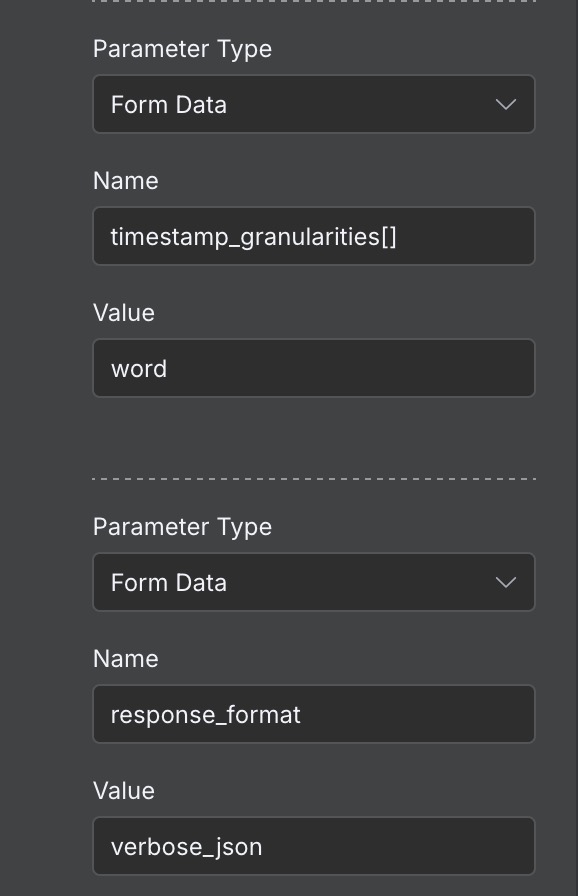 Parameter Type
Form Data
Name
timestamp_granularities[]
Value
word
Parameter Type
Form Data
Name
response_format
Value
verbose_json